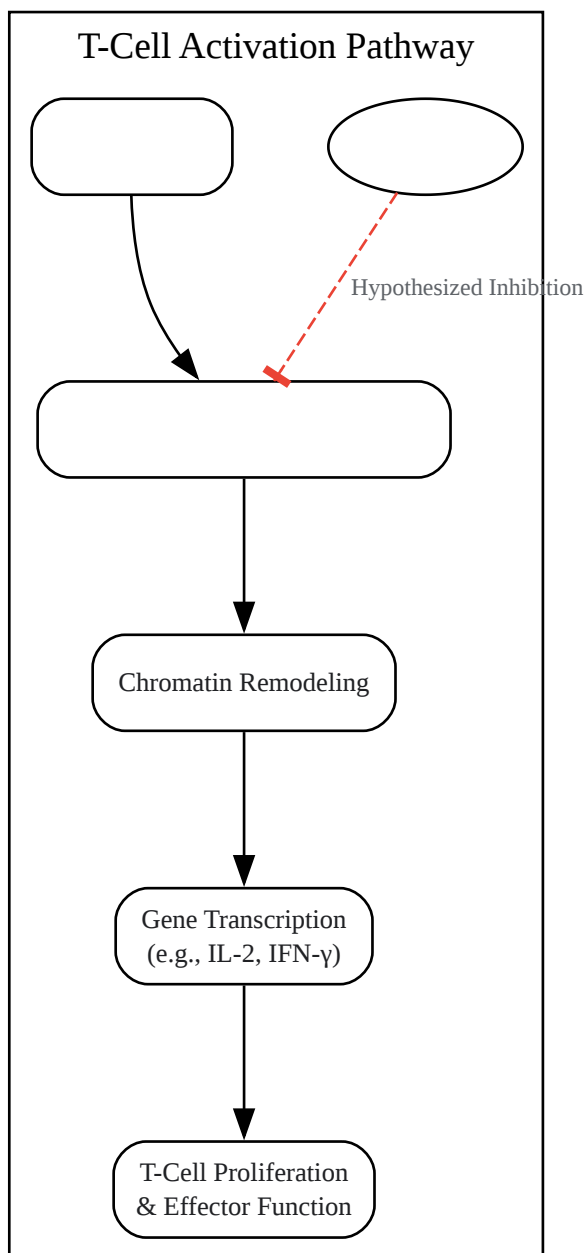 T-Cell Activation Pathway
Hypothesized Inhibition
Chromatin Remodeling
Gene Transcription
(e.g., IL-2, IFN-γ)
T-Cell Proliferation
& Effector Function